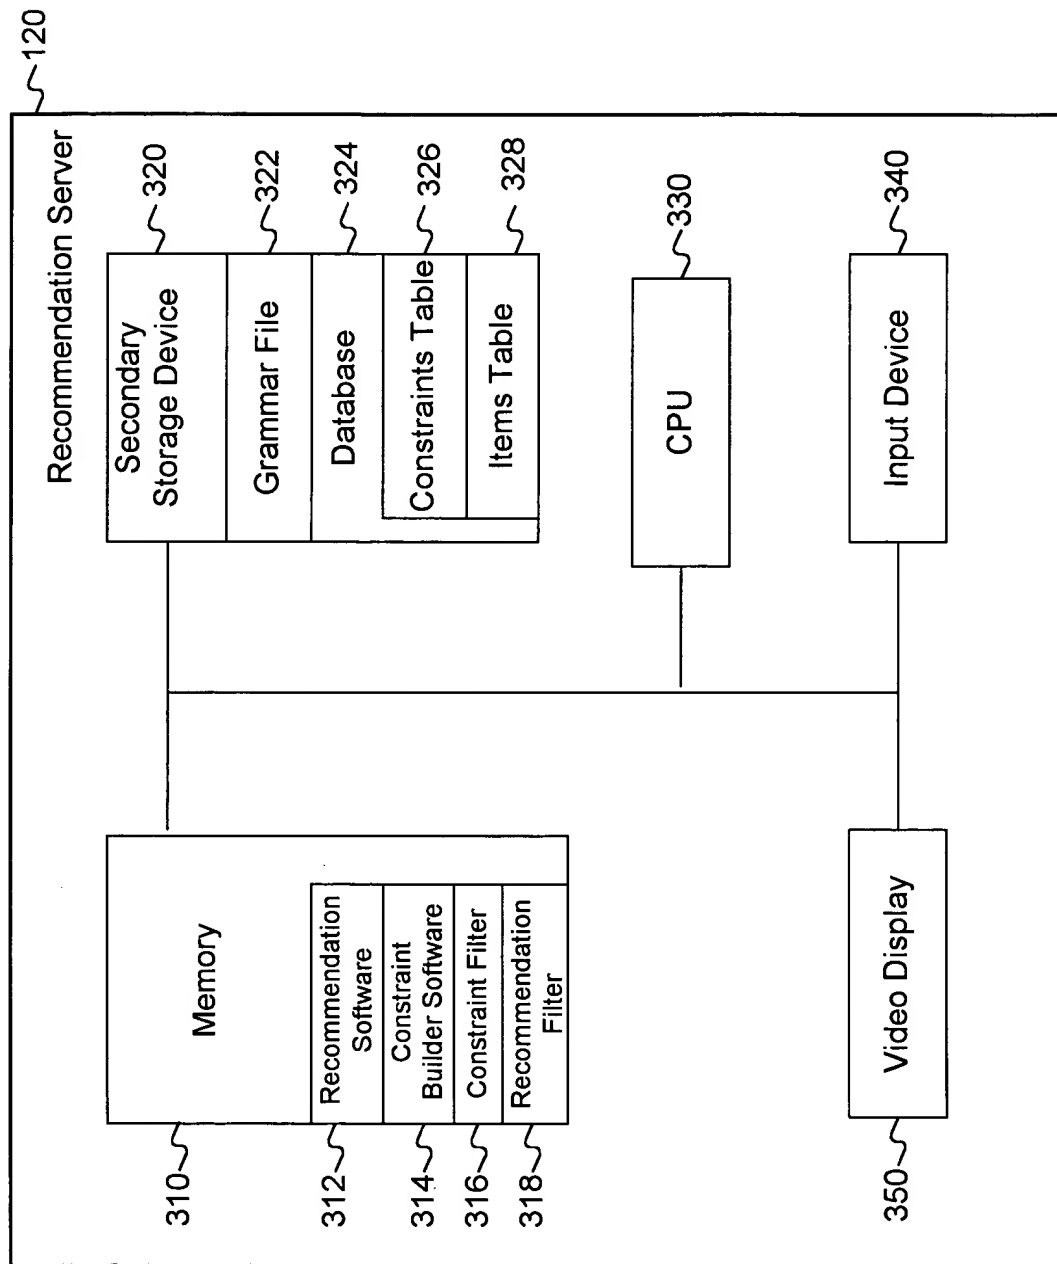 120
Recommendation Server
310
Memory
312
Recommendation
Software
314
Constraint
Builder Software
316
Constraint Filter
318
Recommendation
Filter
Secondary
Storage Device
320
Grammar File
322
Database
324
Constraints Table
326
Items Table
328
CPU
330
350
Video Display
Input Device
340